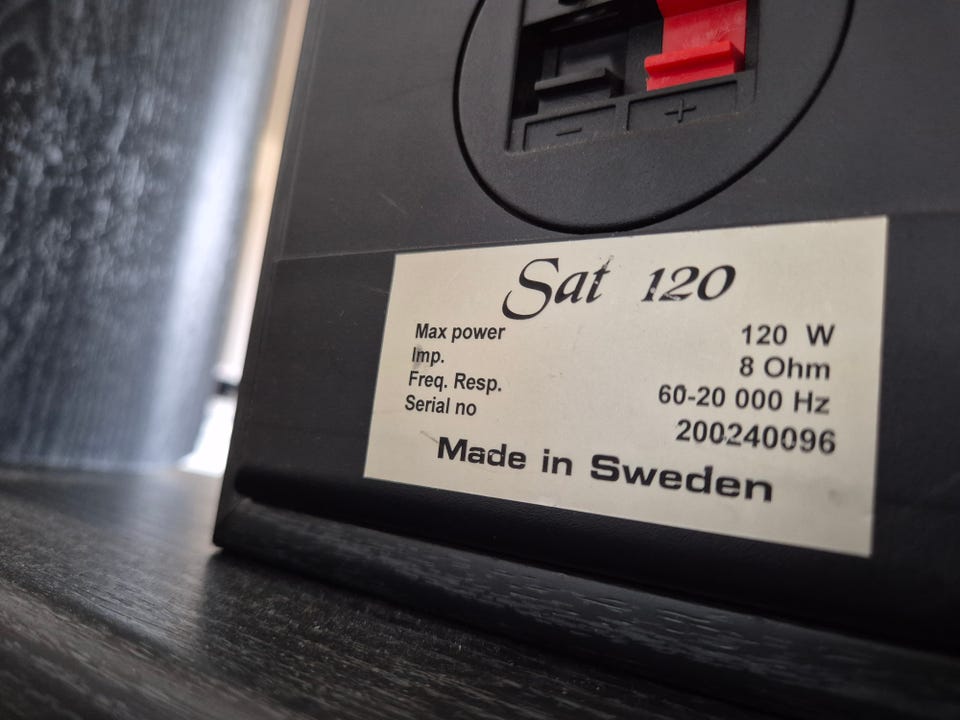 - +
Sat 120
Max power 120 W
Imp. 8 Ohm
Freq. Resp. 60-20 000 Hz
Serial no 200240096
Made in Sweden